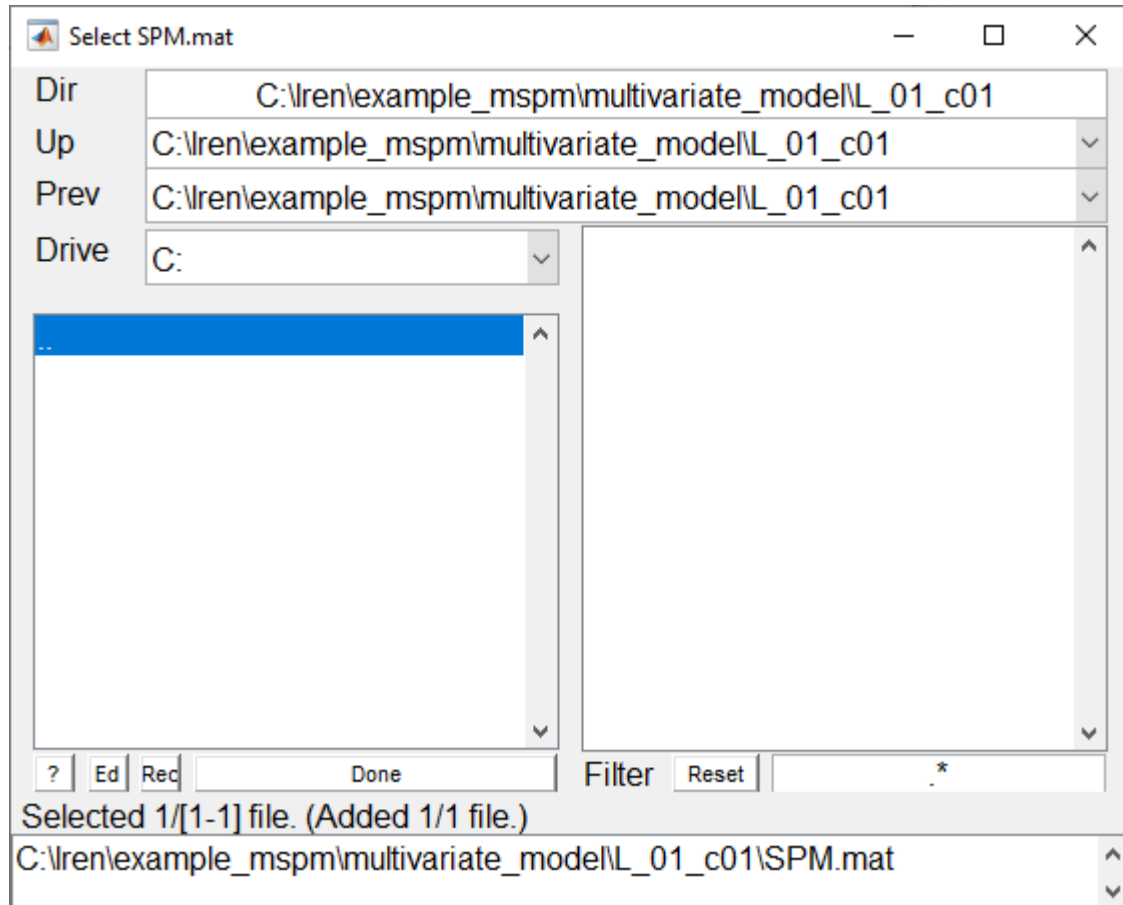 Select SPM.mat
Dir C:\lren\example_mspm\multivariate_model\L_01_c01
Up C:\lren\example_mspm\multivariate_model\L_01_c01
Prev C:\lren\example_mspm\multivariate_model\L_01_c01
Drive C:
..
? Ed Rec Done Filter Reset .*
Selected 1/[1-1] file. (Added 1/1 file.)
C:\lren\example_mspm\multivariate_model\L_01_c01\SPM.mat